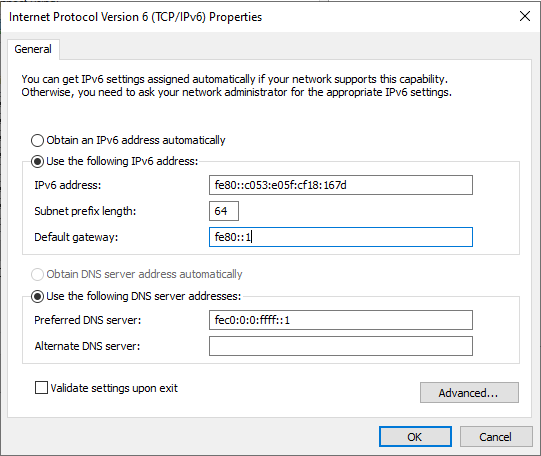 Internet Protocol Version 6 (TCP/IPv6) Properties
General
You can get IPv6 settings assigned automatically if your network supports this capability.
Otherwise, you need to ask your network administrator for the appropriate IPv6 settings.
Obtain an IPv6 address automatically
Use the following IPv6 address:
IPv6 address: fe80::c053:e05f:cf18:167d
Subnet prefix length: 64
Default gateway: fe80::1
Obtain DNS server address automatically
Use the following DNS server addresses:
Preferred DNS server: fec0:0:0:ffff::1
Alternate DNS server:
Validate settings upon exit
Advanced...
OK Cancel